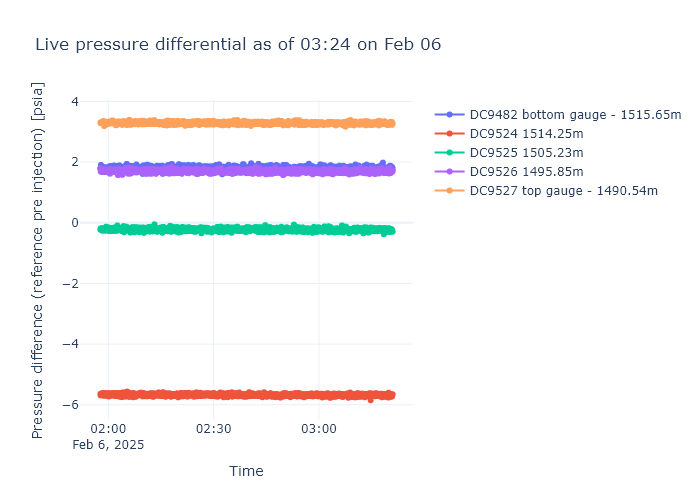 Live pressure differential as of 03:24 on Feb 06
Pressure difference (reference pre injection) [psia]
4
2
0
−2
−4
−6
02:00
Feb 6, 2025
02:30
03:00
Time
DC9482 bottom gauge - 1515.65m
DC9524 1514.25m
DC9525 1505.23m
DC9526 1495.85m
DC9527 top gauge - 1490.54m